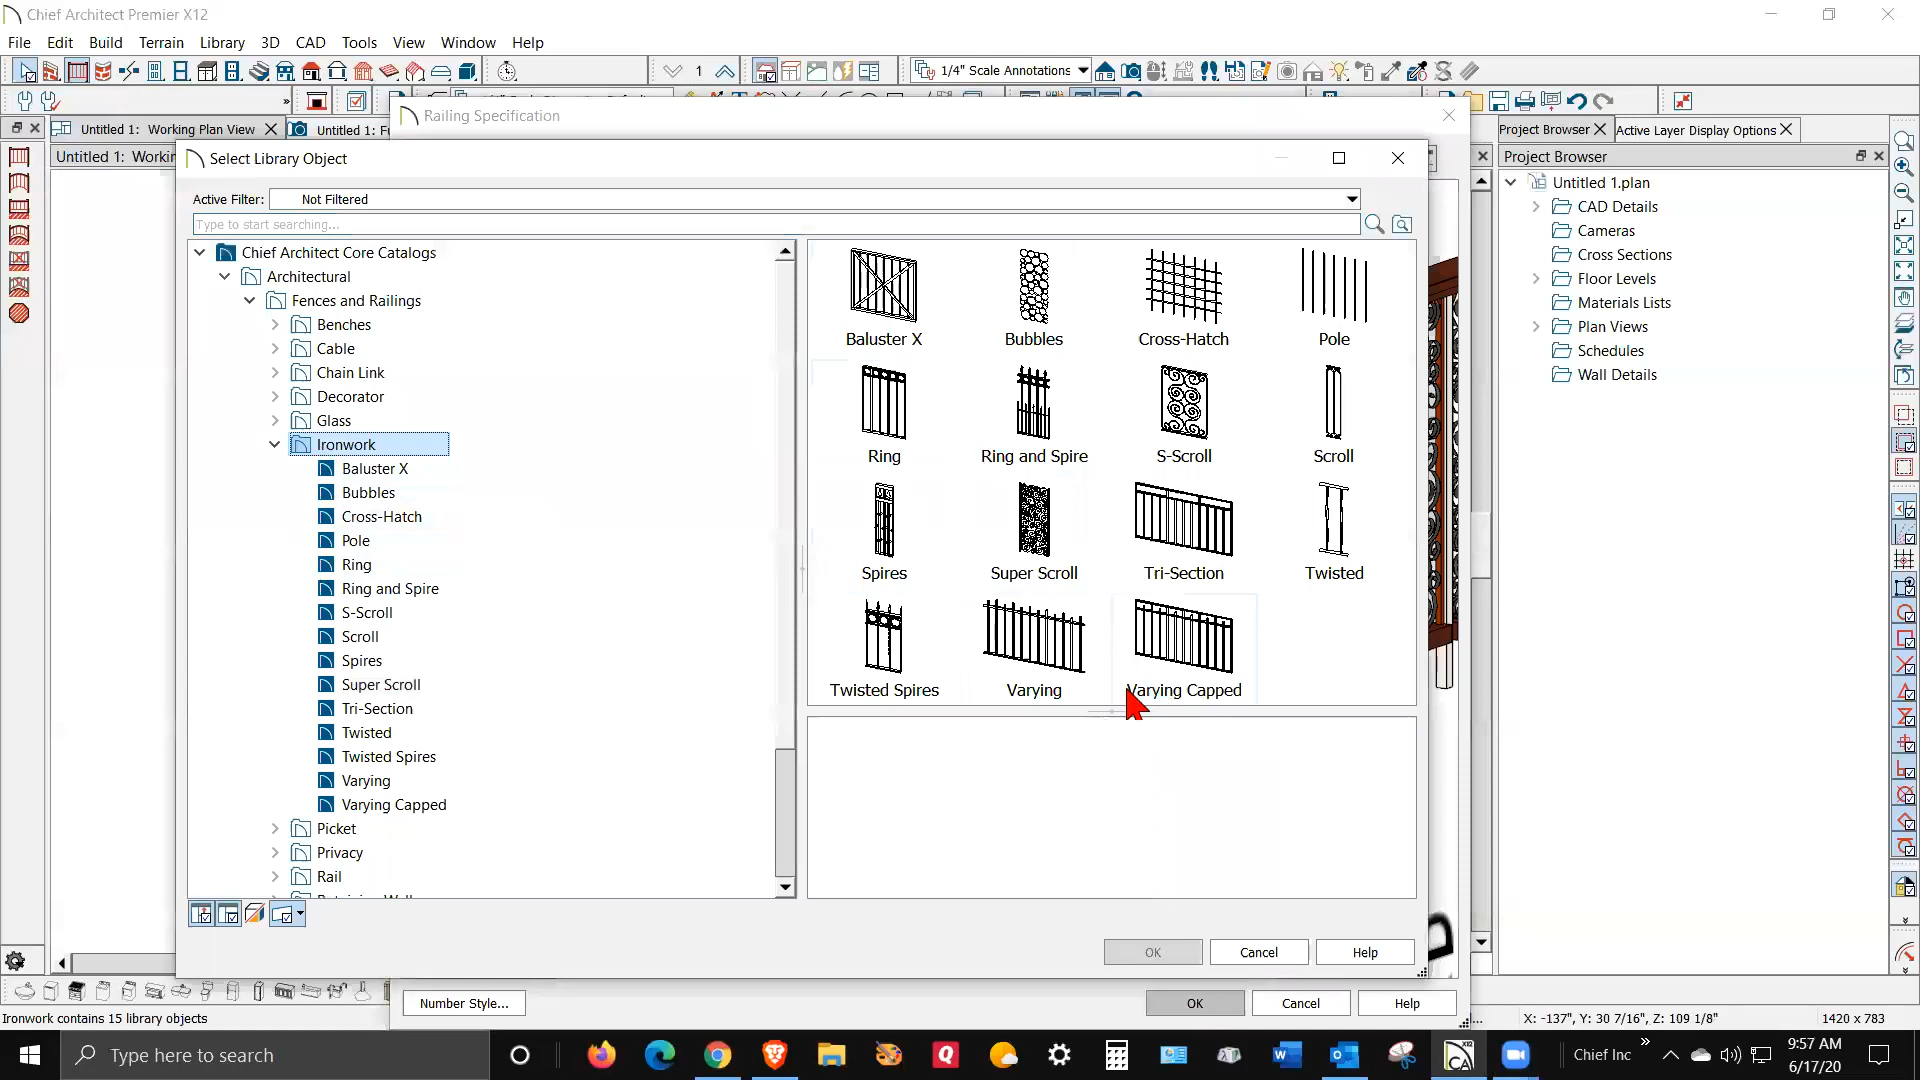 Chief Architect Premier X12
File Edit Build Terrain Library 3D CAD Tools View Window Help
1
1/4" Scale Annotations
Untitled 1: Working Plan View
Untitled 1:
Railing Specification
Project Browser
Active Layer Display Options
Untitled 1:
Select Library Object
Project Browser
Active Filter: Not Filtered
Type to start searching...
Chief Architect Core Catalogs
Architectural
Fences and Railings
Benches
Cable
Chain Link
Decorator
Glass
Ironwork
Baluster X
Bubbles
Cross-Hatch
Pole
Ring
Ring and Spire
S-Scroll
Scroll
Spires
Super Scroll
Tri-Section
Twisted
Twisted Spires
Varying
Varying Capped
Picket
Privacy
Rail
Baluster X Bubbles Cross-Hatch Pole
Ring Ring and Spire S-Scroll Scroll
Spires Super Scroll Tri-Section Twisted
Twisted Spires Varying Varying Capped
Untitled 1.plan
CAD Details
Cameras
Cross Sections
Floor Levels
Materials Lists
Plan Views
Schedules
Wall Details
OK Cancel Help
Number Style... OK Cancel Help
Ironwork contains 15 library objects
X: -137", Y: 30 7/16", Z: 109 1/8"
1420 x 783
Type here to search
Chief Inc
9:57 AM
6/17/20